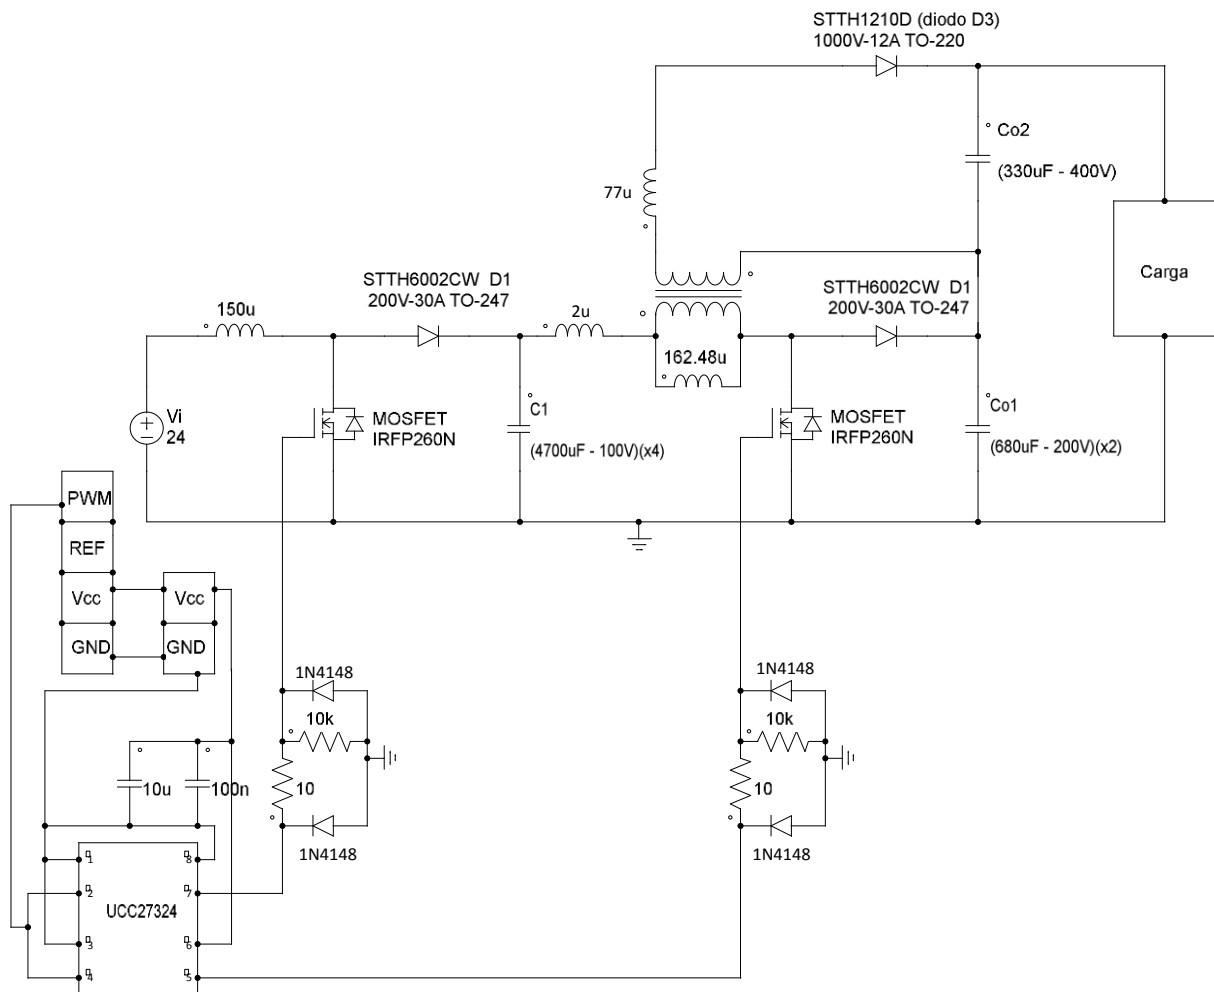 STTH1210D (diodo D3)
1000V-12A TO-220
Co2
(330uF - 400V)
77u
Carga
STTH6002CW D1
200V-30A TO-247
STTH6002CW D1
200V-30A TO-247
150u
2u
162.48u
Vi
24
MOSFET
IRFP260N
C1
(4700uF - 100V)(x4)
MOSFET
IRFP260N
Co1
(680uF - 200V)(x2)
PWM
REF
Vcc
GND
Vcc
GND
1N4148
10k
10
1N4148
1N4148
10k
10
1N4148
10u
100n
1
2
3
4
UCC27324
8
7
6
5